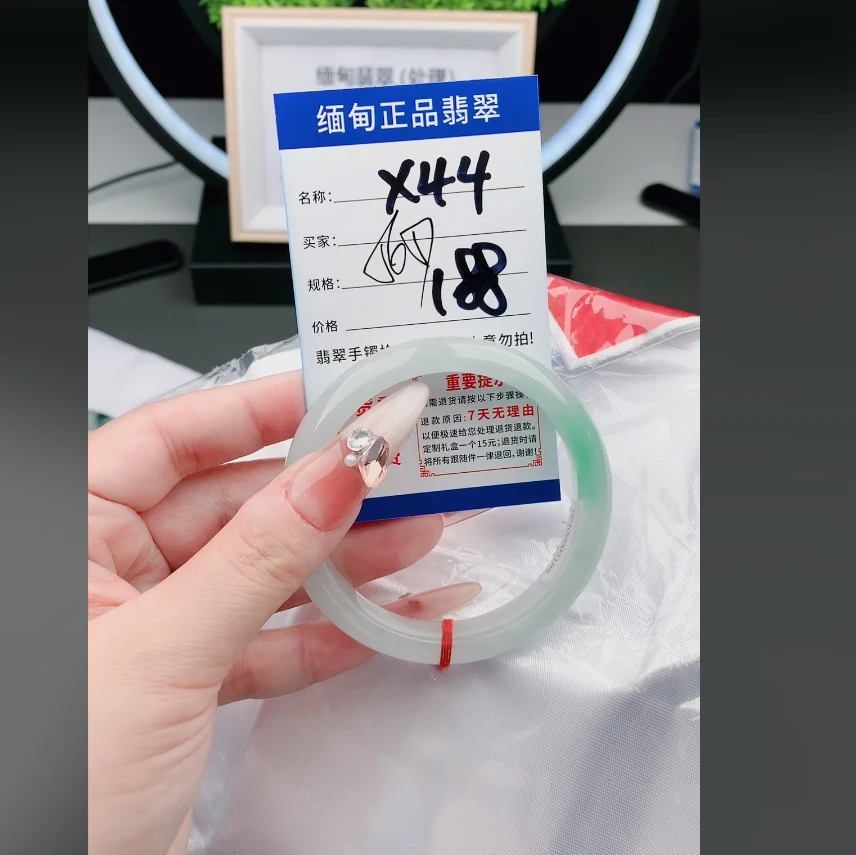 缅甸翡翠(处理)
缅甸正品翡翠
名称: X44
买家:
规格: 188
价格
翡翠手镯 意勿拍!
重要提示
需退货请按以下步骤操
退款原因:7天无理由
以便极速给您处理退货退款。
定制礼盒一个15元;退货时请
将所有跟随件一律退回,谢谢!